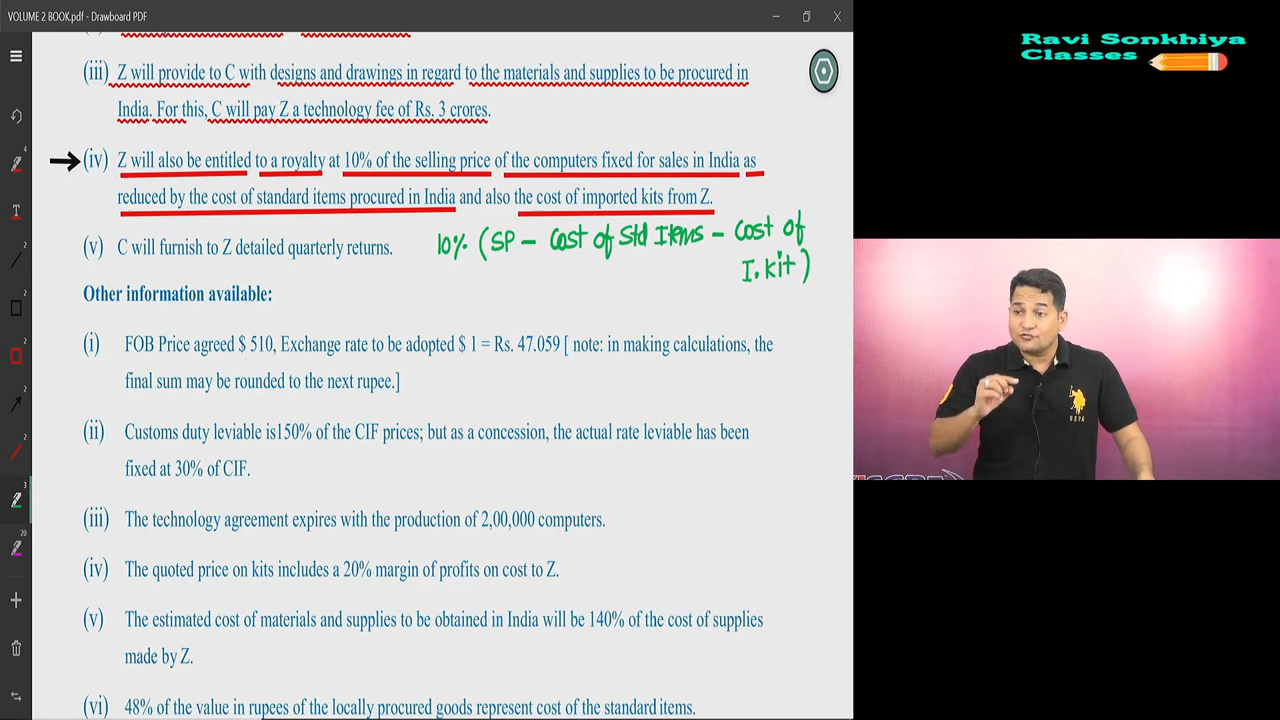 VOLUME 2 BOOK.pdf - Drawboard PDF
Ravi Sonkhiya
Classes
(iii) Z will provide to C with designs and drawings in regard to the materials and supplies to be procured in
India. For this, C will pay Z a technology fee of Rs. 3 crores.
(iv) Z will also be entitled to a royalty at 10% of the selling price of the computers fixed for sales in India as
reduced by the cost of standard items procured in India and also the cost of imported kits from Z.
10% (SP - Cost of Std Items - Cost of
I. Kit)
(v) C will furnish to Z detailed quarterly returns.
Other information available:
(i) FOB Price agreed $ 510, Exchange rate to be adopted $ 1 = Rs. 47.059 [ note: in making calculations, the
final sum may be rounded to the next rupee.]
(ii) Customs duty leviable is150% of the CIF prices; but as a concession, the actual rate leviable has been
fixed at 30% of CIF.
(iii) The technology agreement expires with the production of 2,00,000 computers.
(iv) The quoted price on kits includes a 20% margin of profits on cost to Z.
(v) The estimated cost of materials and supplies to be obtained in India will be 140% of the cost of supplies
made by Z.
(vi) 48% of the value in rupees of the locally procured goods represent cost of the standard items.
USPA